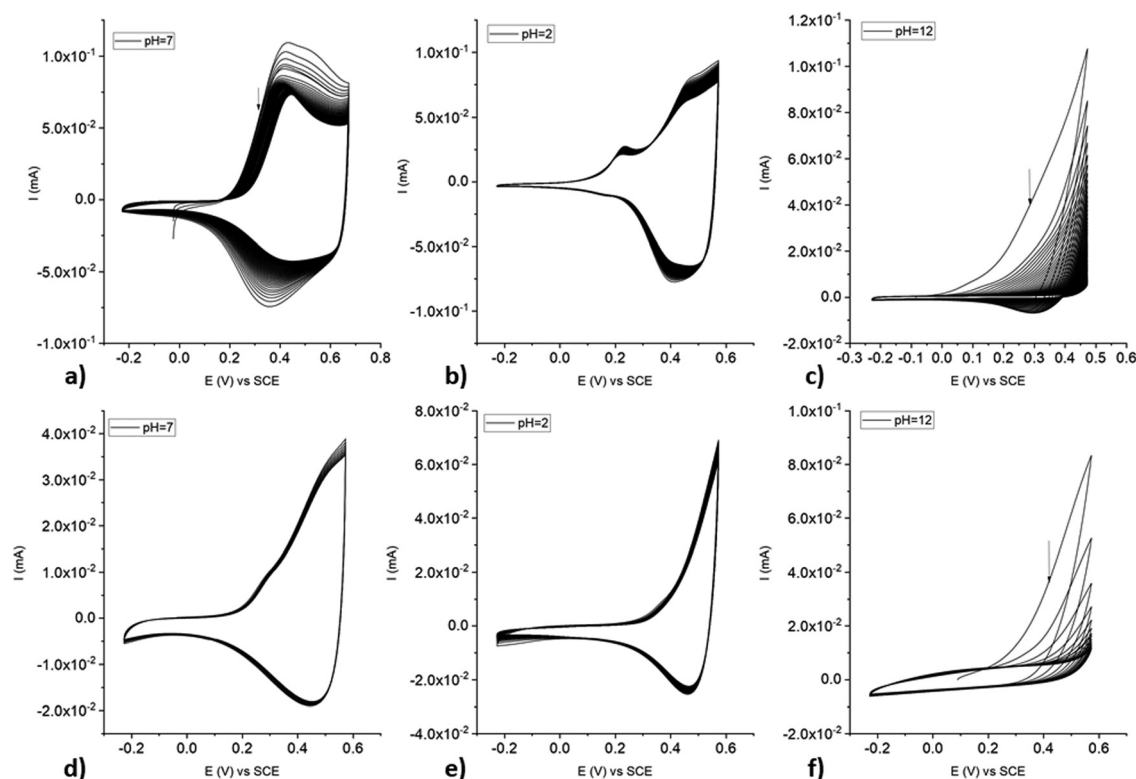 pH=7
I (mA)
1.0x10⁻¹
5.0x10⁻²
0.0
-5.0x10⁻²
-1.0x10⁻¹
-0.2 0.0 0.2 0.4 0.6 0.8
E (V) vs SCE
a)
pH=2
I (mA)
1.0x10⁻¹
5.0x10⁻²
0.0
-5.0x10⁻²
-1.0x10⁻¹
-0.2 0.0 0.2 0.4 0.6
E (V) vs SCE
b)
pH=12
I (mA)
1.2x10⁻¹
1.0x10⁻¹
8.0x10⁻²
6.0x10⁻²
4.0x10⁻²
2.0x10⁻²
0.0
-2.0x10⁻²
-0.3 -0.2 -0.1 0.0 0.1 0.2 0.3 0.4 0.5 0.6
E (V) vs SCE
c)
pH=7
I (mA)
4.0x10⁻²
3.0x10⁻²
2.0x10⁻²
1.0x10⁻²
0.0
-1.0x10⁻²
-2.0x10⁻²
-0.2 0.0 0.2 0.4 0.6
E (V) vs SCE
d)
pH=2
I (mA)
8.0x10⁻²
6.0x10⁻²
4.0x10⁻²
2.0x10⁻²
0.0
-2.0x10⁻²
-4.0x10⁻²
-0.2 0.0 0.2 0.4 0.6
E (V) vs SCE
e)
pH=12
I (mA)
1.0x10⁻¹
8.0x10⁻²
6.0x10⁻²
4.0x10⁻²
2.0x10⁻²
0.0
-2.0x10⁻²
-0.2 0.0 0.2 0.4 0.6
E (V) vs SCE
f)